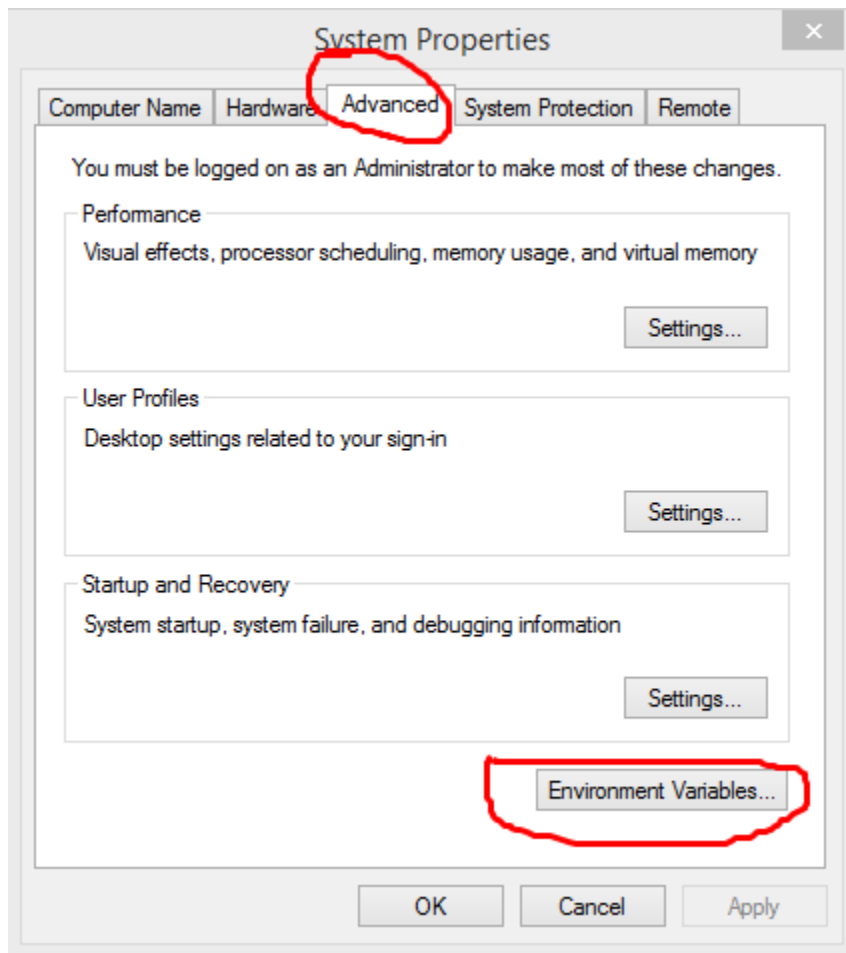 System Properties
Computer Name Hardware Advanced System Protection Remote
You must be logged on as an Administrator to make most of these changes.
Performance
Visual effects, processor scheduling, memory usage, and virtual memory
Settings...
User Profiles
Desktop settings related to your sign-in
Settings...
Startup and Recovery
System startup, system failure, and debugging information
Settings...
Environment Variables...
OK Cancel Apply